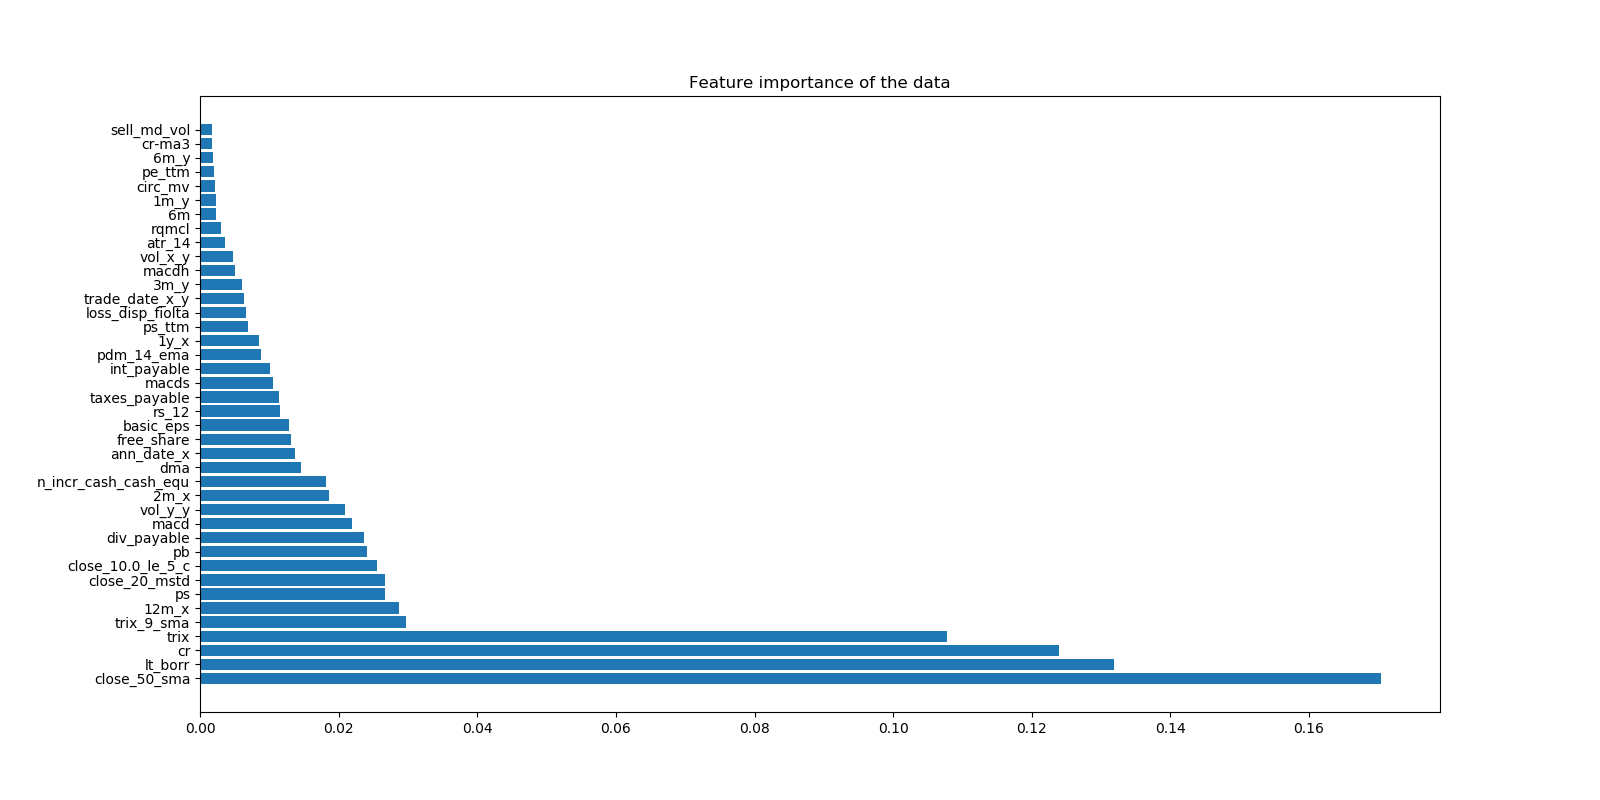 Feature importance of the data
sell_md_vol
cr-ma3
6m_y
pe_ttm
circ_mv
1m_y
6m
rqmcl
atr_14
vol_x_y
macdh
3m_y
trade_date_x_y
loss_disp_fiolta
ps_ttm
1y_x
pdm_14_ema
int_payable
macds
taxes_payable
rs_12
basic_eps
free_share
ann_date_x
dma
n_incr_cash_cash_equ
2m_x
vol_y_y
macd
div_payable
pb
close_10.0_le_5_c
close_20_mstd
ps
12m_x
trix_9_sma
trix
cr
lt_borr
close_50_sma
0.00 0.02 0.04 0.06 0.08 0.10 0.12 0.14 0.16